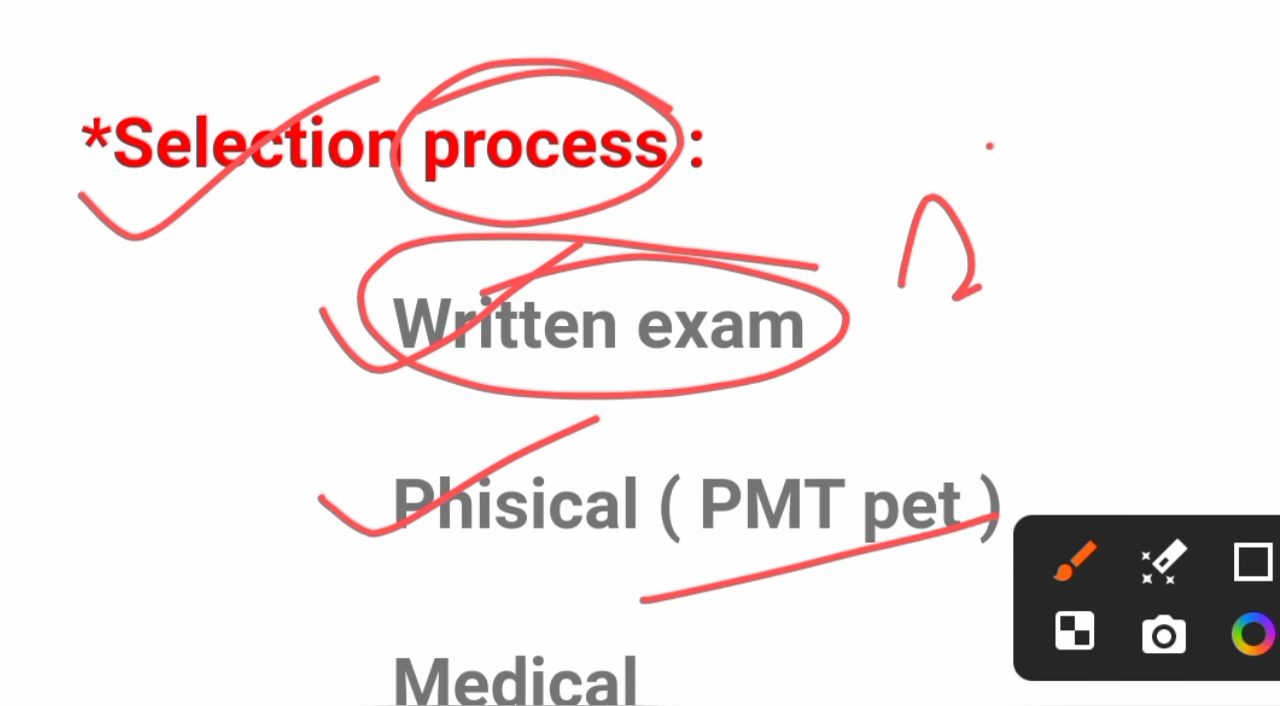 *Selection process :
Written exam
Phisical ( PMT pet )
Medical